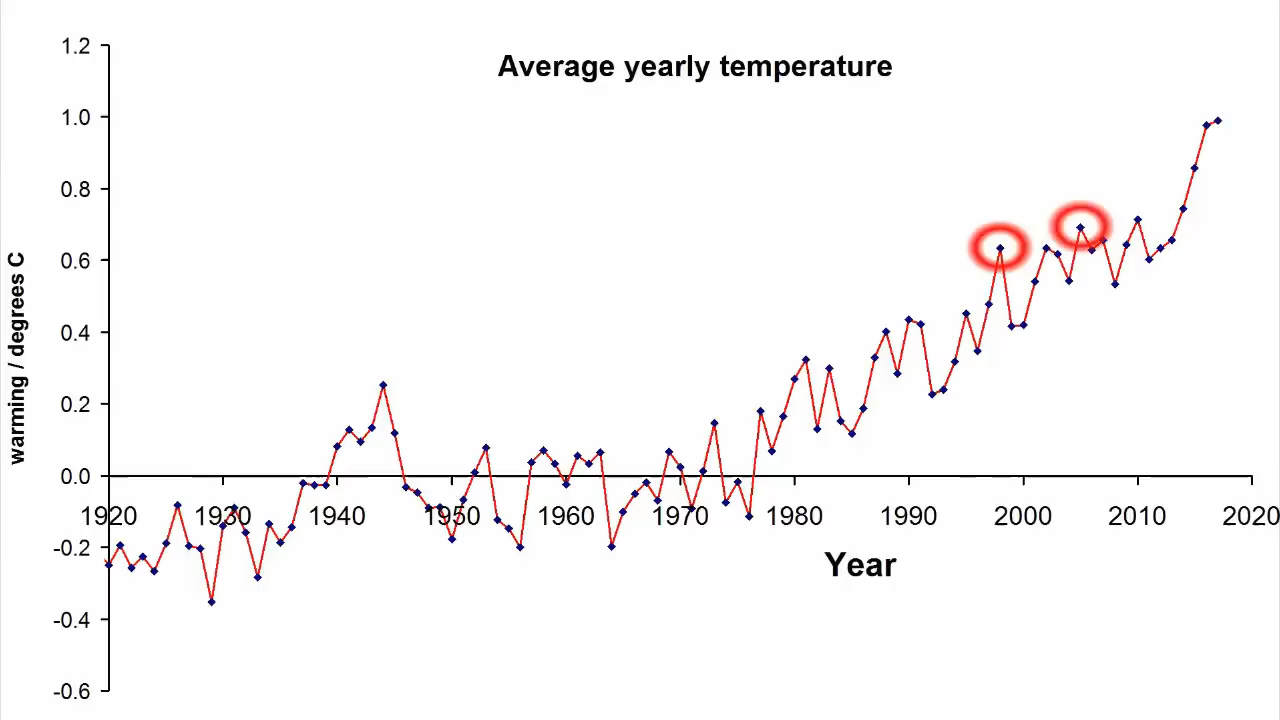 Average yearly temperature
1.2
1.0
0.8
0.6
0.4
0.2
0.0
-0.2
-0.4
-0.6
warming / degrees C
1920 1930 1940 1950 1960 1970 1980 1990 2000 2010 2020
Year